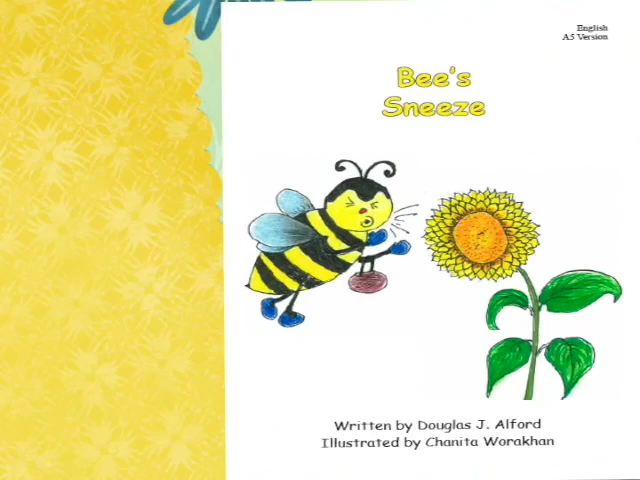 English
A5 Version
Bee's
Sneeze
Written by Douglas J. Alford
Illustrated by Chanita Worakhan